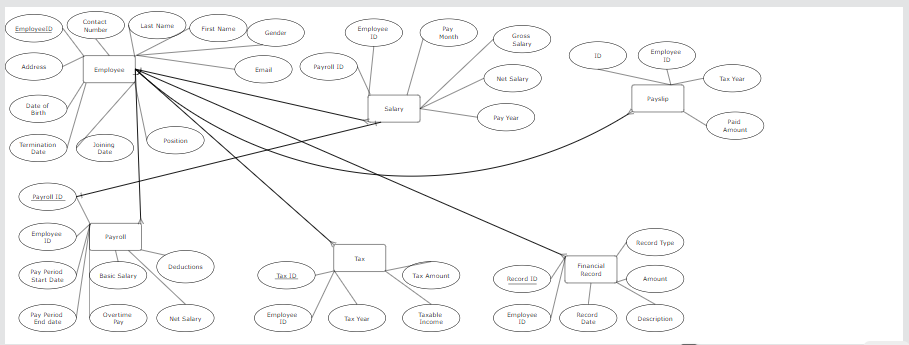 EmployeeID
Contact
Number
Last Name
First Name
Gender
Employee
ID
Pay
Month
Gross
Salary
ID
Employee
ID
Address
Employee
Email
Payroll ID
Net Salary
Tax Year
Date of
Birth
Salary
Payslip
Pay Year
Paid
Amount
Termination
Date
Joining
Date
Position
Payroll ID
Employee
ID
Payroll
Record Type
Pay Period
Start Date
Basic Salary
Deductions
Tax ID
Tax
Tax Amount
Record ID
Financial
Record
Amount
Pay Period
End date
Overtime
Pay
Net Salary
Employee
ID
Tax Year
Taxable
Income
Employee
ID
Record
Date
Description